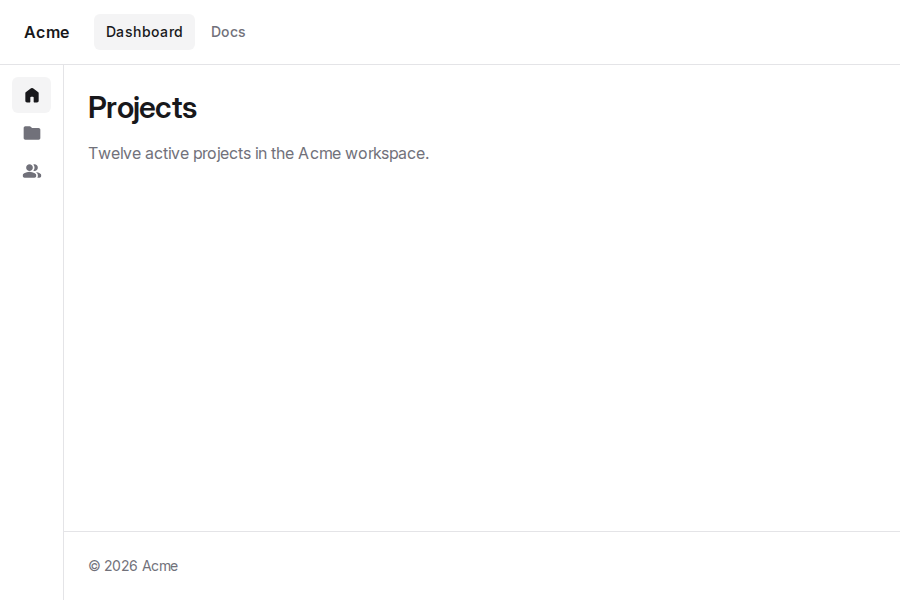 Acme
Dashboard
Docs
Projects
Twelve active projects in the Acme workspace.
© 2026 Acme